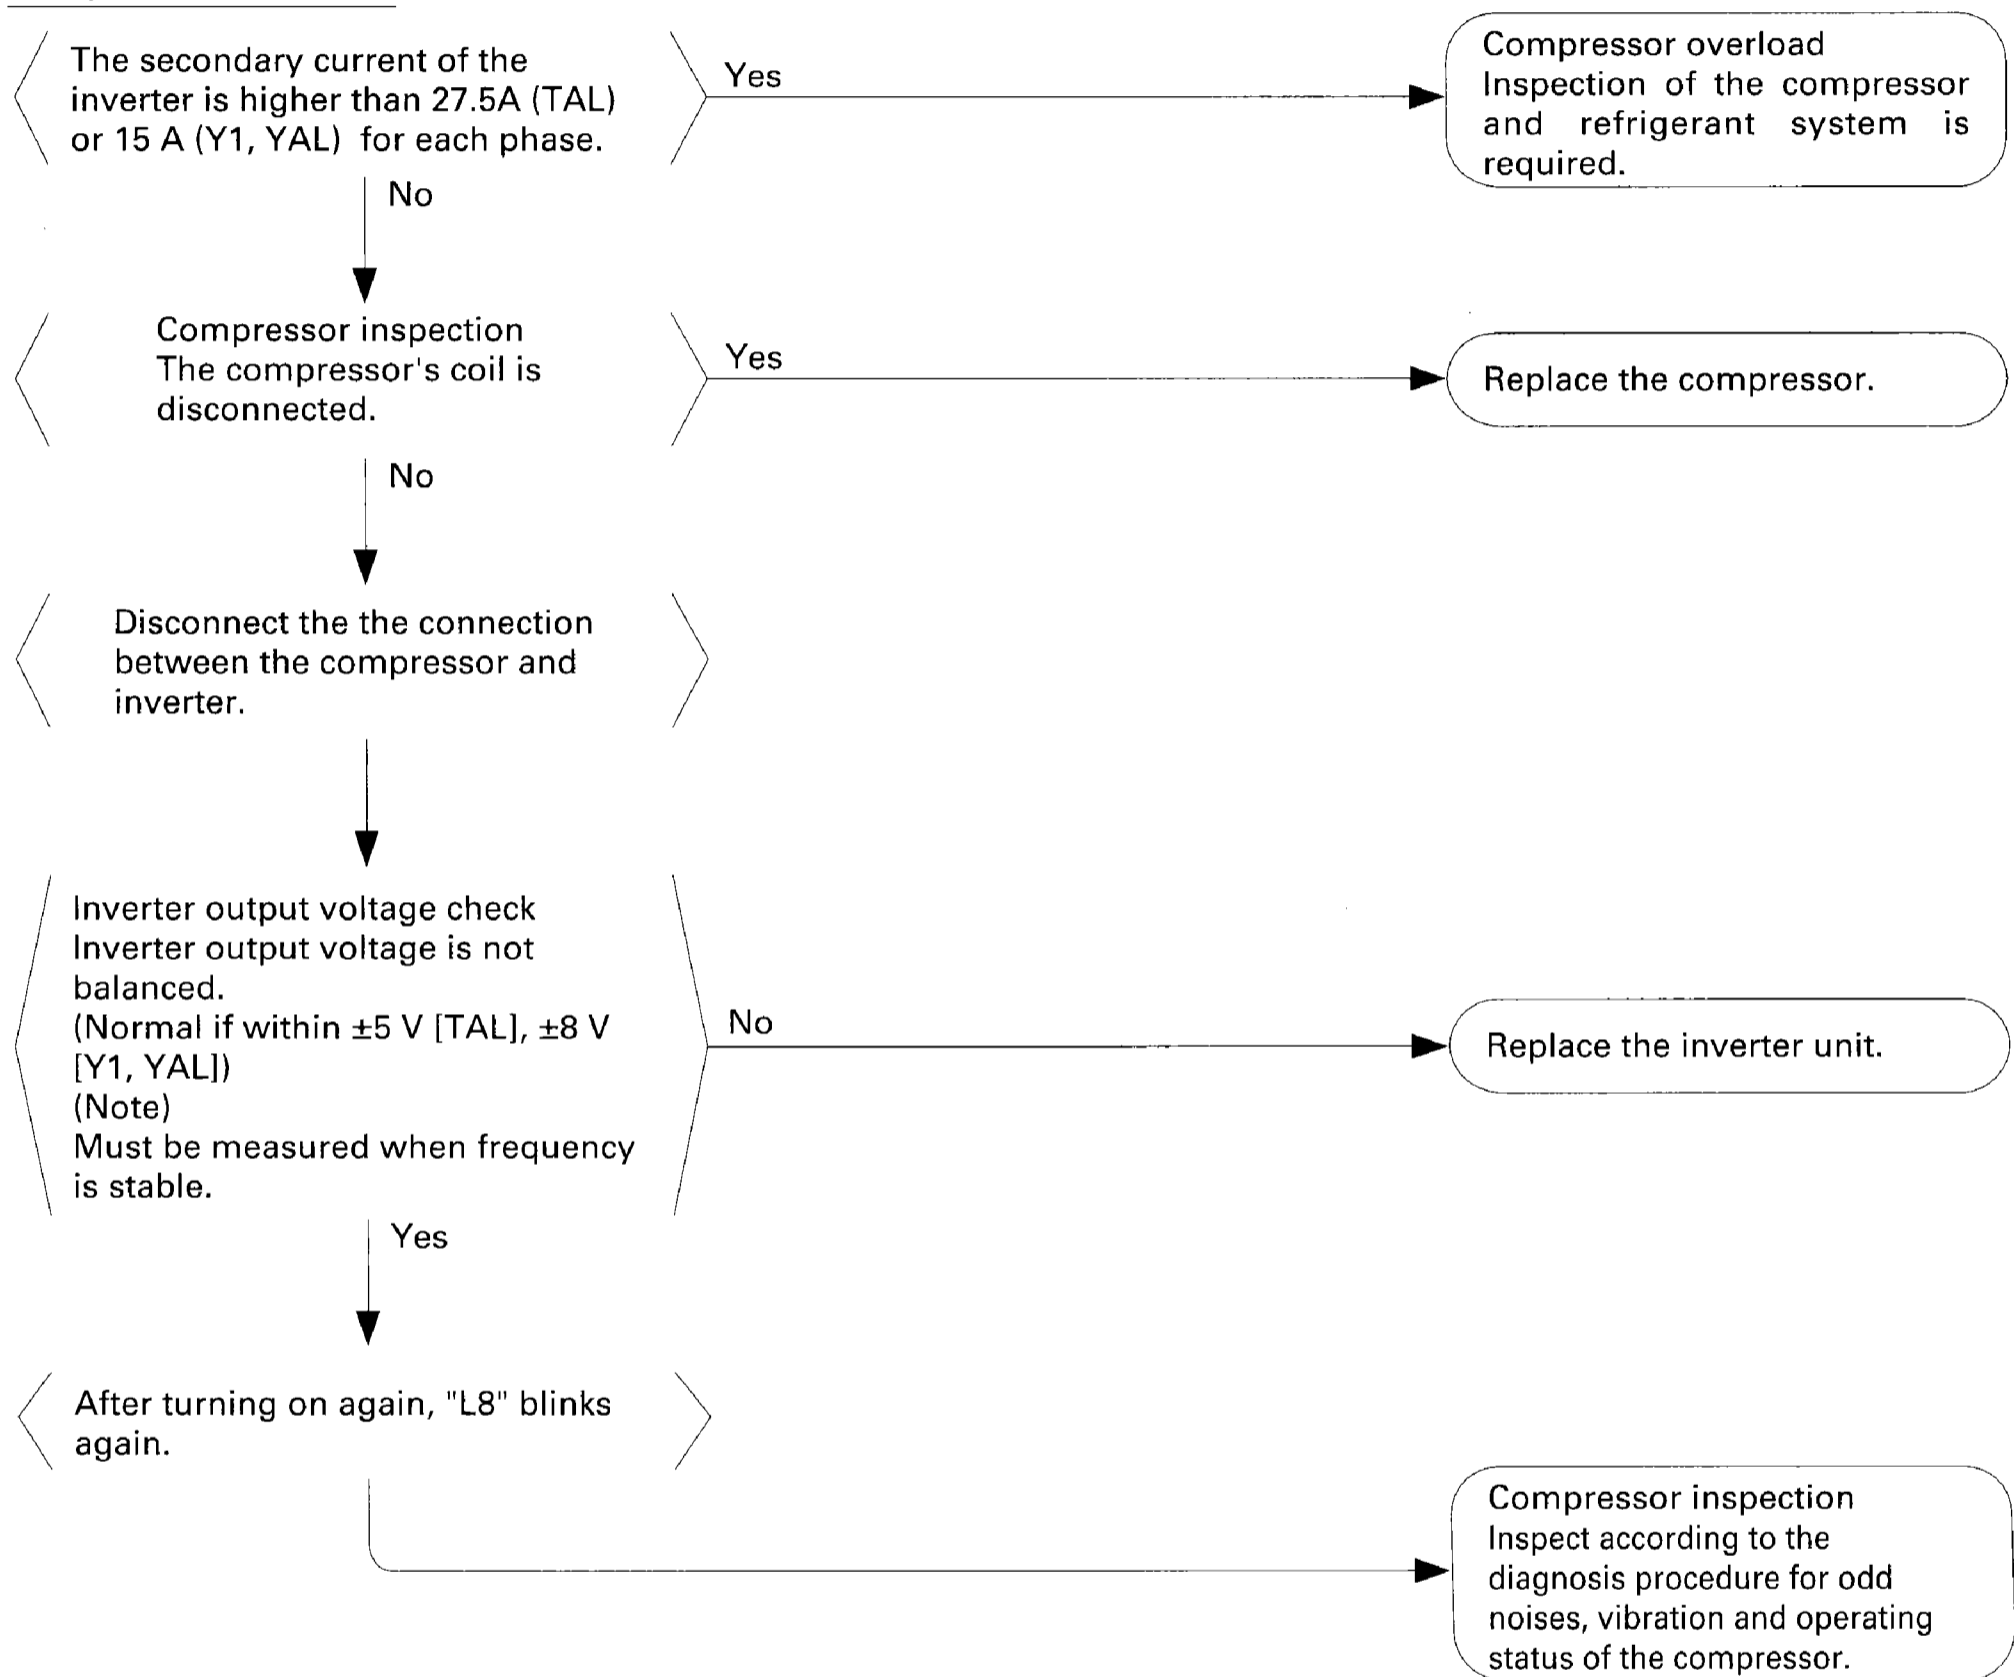 The secondary current of the
inverter is higher than 27.5A (TAL)
or 15 A (Y1, YAL) for each phase.
Yes
Compressor overload
Inspection of the compressor
and refrigerant system is
required.
No
Compressor inspection
The compressor's coil is
disconnected.
Yes
Replace the compressor.
No
Disconnect the the connection
between the compressor and
inverter.
Inverter output voltage check
Inverter output voltage is not
balanced.
(Normal if within ±5 V [TAL], ±8 V
[Y1, YAL])
(Note)
Must be measured when frequency
is stable.
No
Replace the inverter unit.
Yes
After turning on again, "L8" blinks
again.
Compressor inspection
Inspect according to the
diagnosis procedure for odd
noises, vibration and operating
status of the compressor.